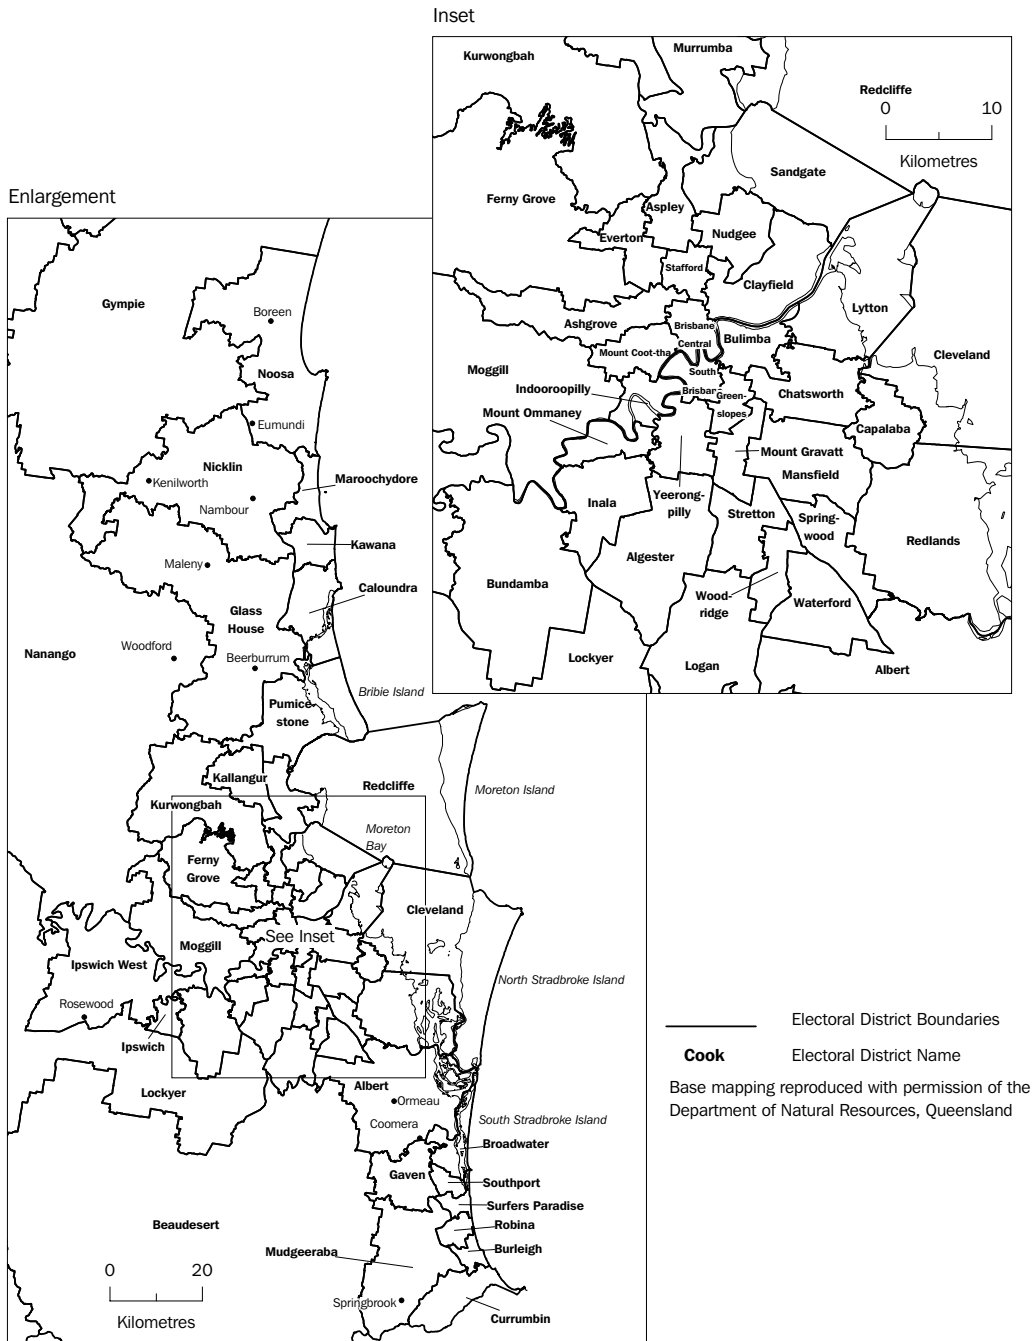 Inset
Kurwongbah
Murrumba
Redcliffe
0 10
Kilometres
Sandgate
Ferny Grove
Aspley
Everton
Nudgee
Stafford
Clayfield
Lytton
Ashgrove
Brisbane
Central
Bulimba
Mount Coot-tha
Cleveland
Moggill
South
Brisbane
Indooroopilly
Green-
slopes
Chatsworth
Mount Ommaney
Capalaba
Mount Gravatt
Mansfield
Inala
Yeerong-
pilly
Stretton
Spring-
wood
Redlands
Algester
Bundamba
Wood-
ridge
Waterford
Lockyer
Logan
Albert
Enlargement
Gympie
Boreen
Noosa
Eumundi
Nicklin
Kenilworth
Maroochydore
Nambour
Kawana
Maleny
Caloundra
Glass
House
Nanango
Woodford
Beerburrum
Bribie Island
Pumice-
stone
Kallangur
Redcliffe
Moreton Island
Kurwongbah
Moreton
Bay
Ferny
Grove
Cleveland
See Inset
Moggill
Ipswich West
North Stradbroke Island
Rosewood
Ipswich
Lockyer
Albert
Ormeau
Coomera
South Stradbroke Island
Broadwater
Gaven
Southport
Surfers Paradise
Beaudesert
Robina
Mudgeeraba
Burleigh
0 20
Kilometres
Springbrook
Currumbin
Electoral District Boundaries
Cook Electoral District Name
Base mapping reproduced with permission of the
Department of Natural Resources, Queensland